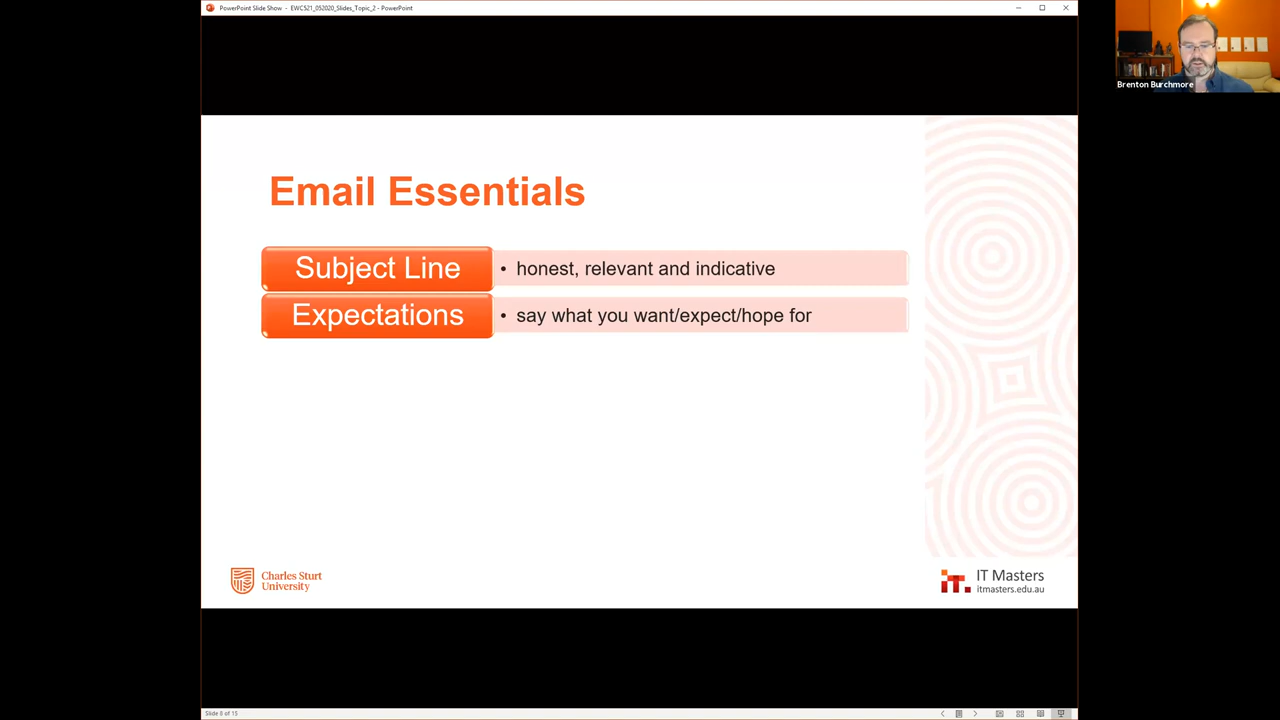 PowerPoint Slide Show - EWC521_052020_Slides_Topic_2 - PowerPoint
Brenton Burchmore
Email Essentials
Subject Line
• honest, relevant and indicative
Expectations
• say what you want/expect/hope for
Charles Sturt
University
IT Masters
itmasters.edu.au
Slide 8 of 15